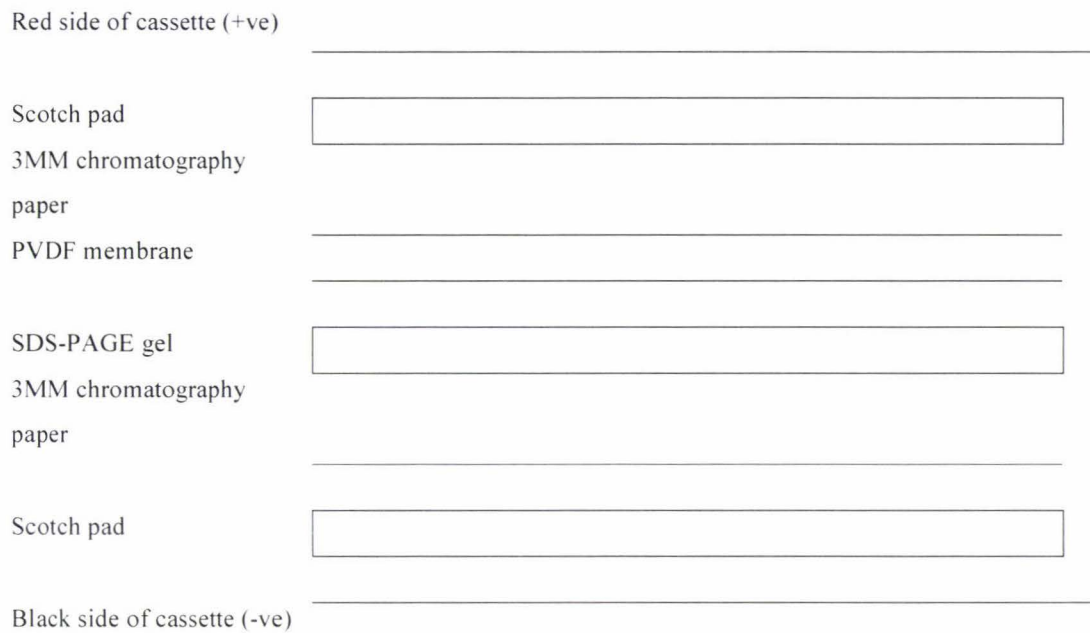 Red side of cassette (+ve)
Scotch pad
3MM chromatography
paper
PVDF membrane
SDS-PAGE gel
3MM chromatography
paper
Scotch pad
Black side of cassette (-ve)